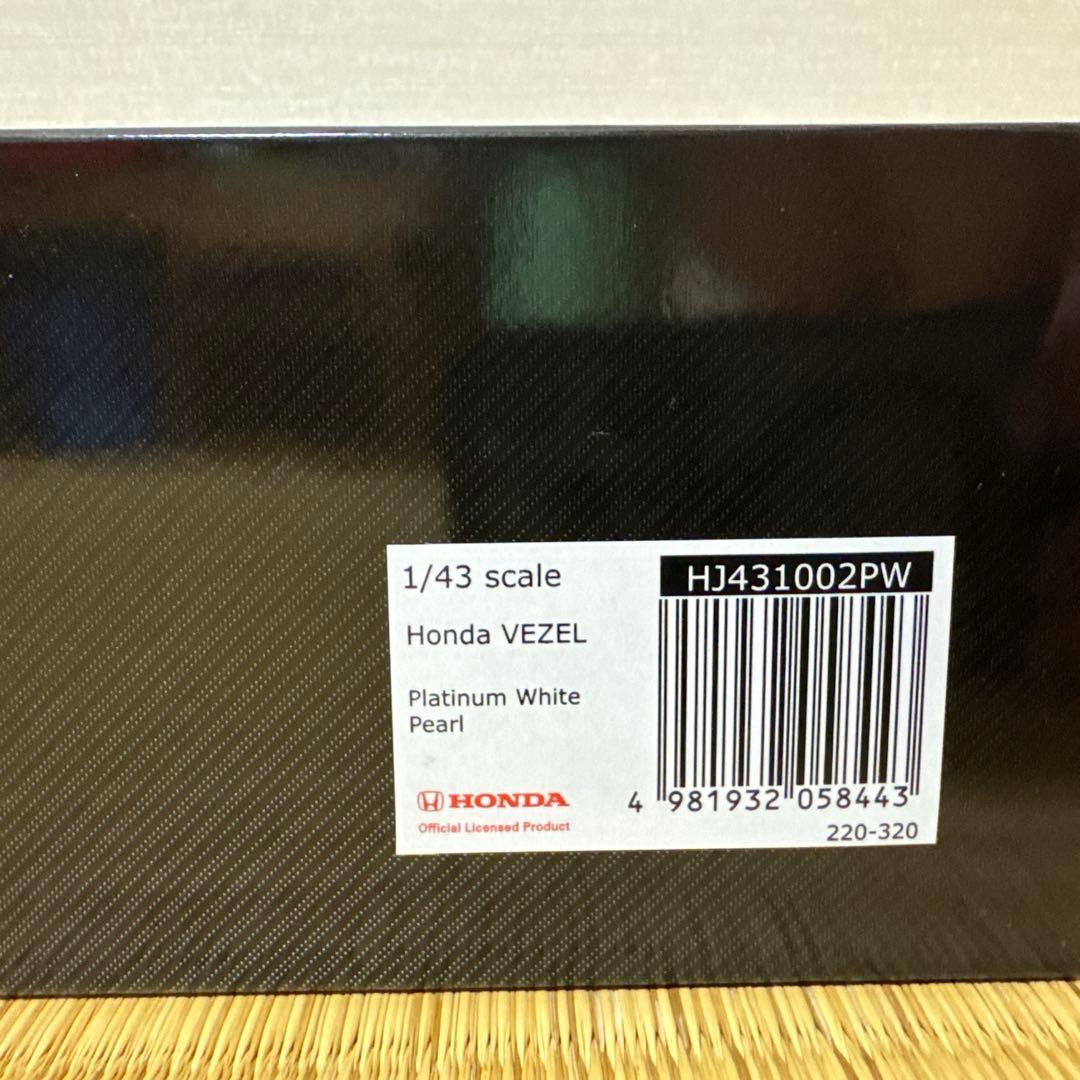 1/43 scale
HJ431002PW
Honda VEZEL
Platinum White
Pearl
HONDA
Official Licensed Product
4 981932 058443
220-320